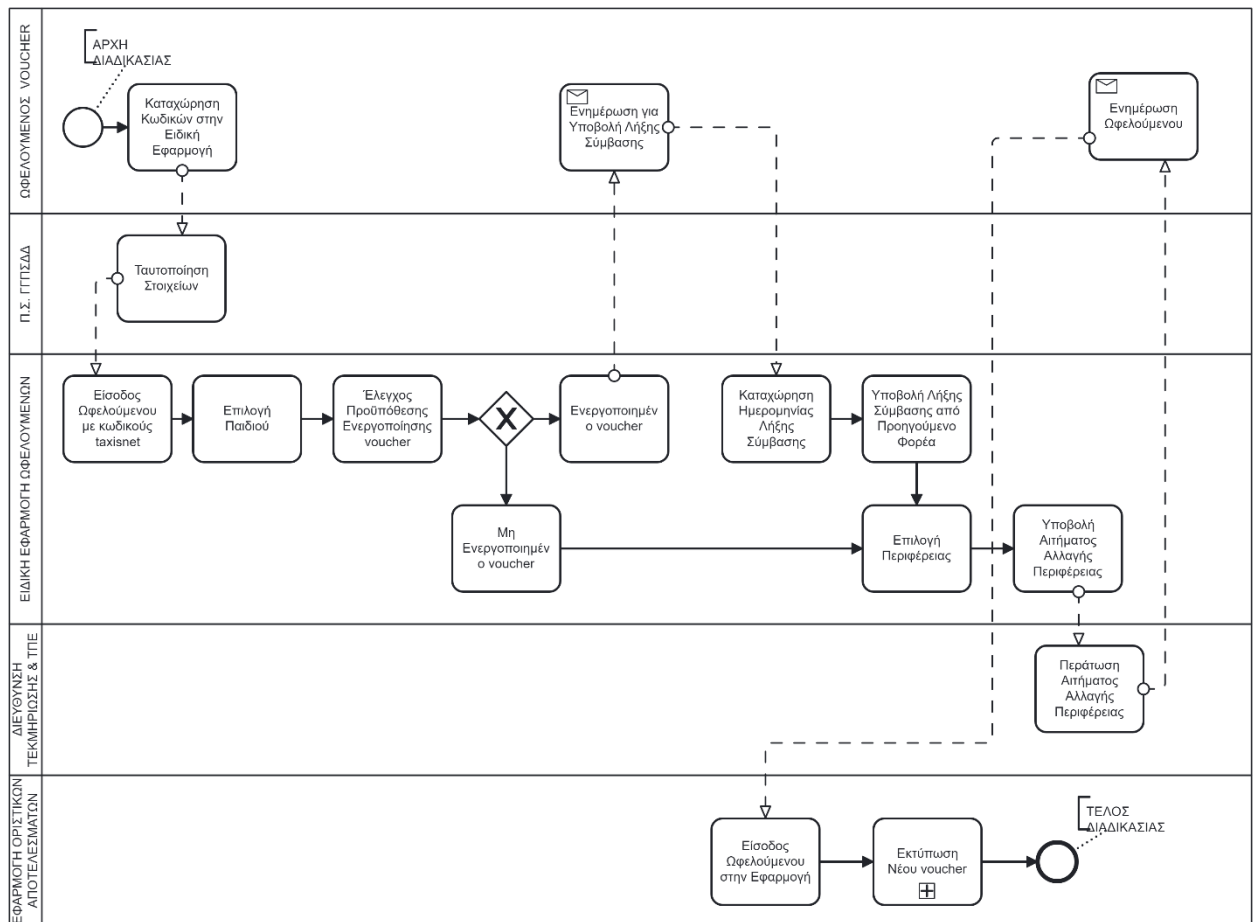 ΩΦΕΛΟΥΜΕΝΟΣ VOUCHER
ΑΡΧΗ
ΔΙΑΔΙΚΑΣΙΑΣ
Καταχώρηση
Κωδικών στην
Ειδική
Εφαρμογή
Ενημέρωση για
Υποβολή Λήξης
Σύμβασης
Ενημέρωση
Ωφελούμενου
Π.Σ. ΓΓΠΣΔΔ
Ταυτοποίηση
Στοιχείων
ΕΙΔΙΚΗ ΕΦΑΡΜΟΓΗ ΩΦΕΛΟΥΜΕΝΩΝ
Είσοδος
Ωφελούμενου
με κωδικούς
taxisnet
Επιλογή
Παιδιού
Έλεγχος
Προϋπόθεσης
Ενεργοποίησης
voucher
X
Ενεργοποιημέν
ο voucher
Καταχώρηση
Ημερομηνίας
Λήξης
Σύμβασης
Υποβολή Λήξης
Σύμβασης από
Προηγούμενο
Φορέα
Μη
Ενεργοποιημέν
ο voucher
Επιλογή
Περιφέρειας
Υποβολή
Αιτήματος
Αλλαγής
Περιφέρειας
ΔΙΕΥΘΥΝΣΗ
ΤΕΚΜΗΡΙΩΣΗΣ & ΤΠΕ
Περάτωση
Αιτήματος
Αλλαγής
Περιφέρειας
ΕΦΑΡΜΟΓΗ ΟΡΙΣΤΙΚΩΝ
ΑΠΟΤΕΛΕΣΜΑΤΩΝ
Είσοδος
Ωφελούμενου
στην Εφαρμογή
Εκτύπωση
Νέου voucher
ΤΕΛΟΣ
ΔΙΑΔΙΚΑΣΙΑΣ